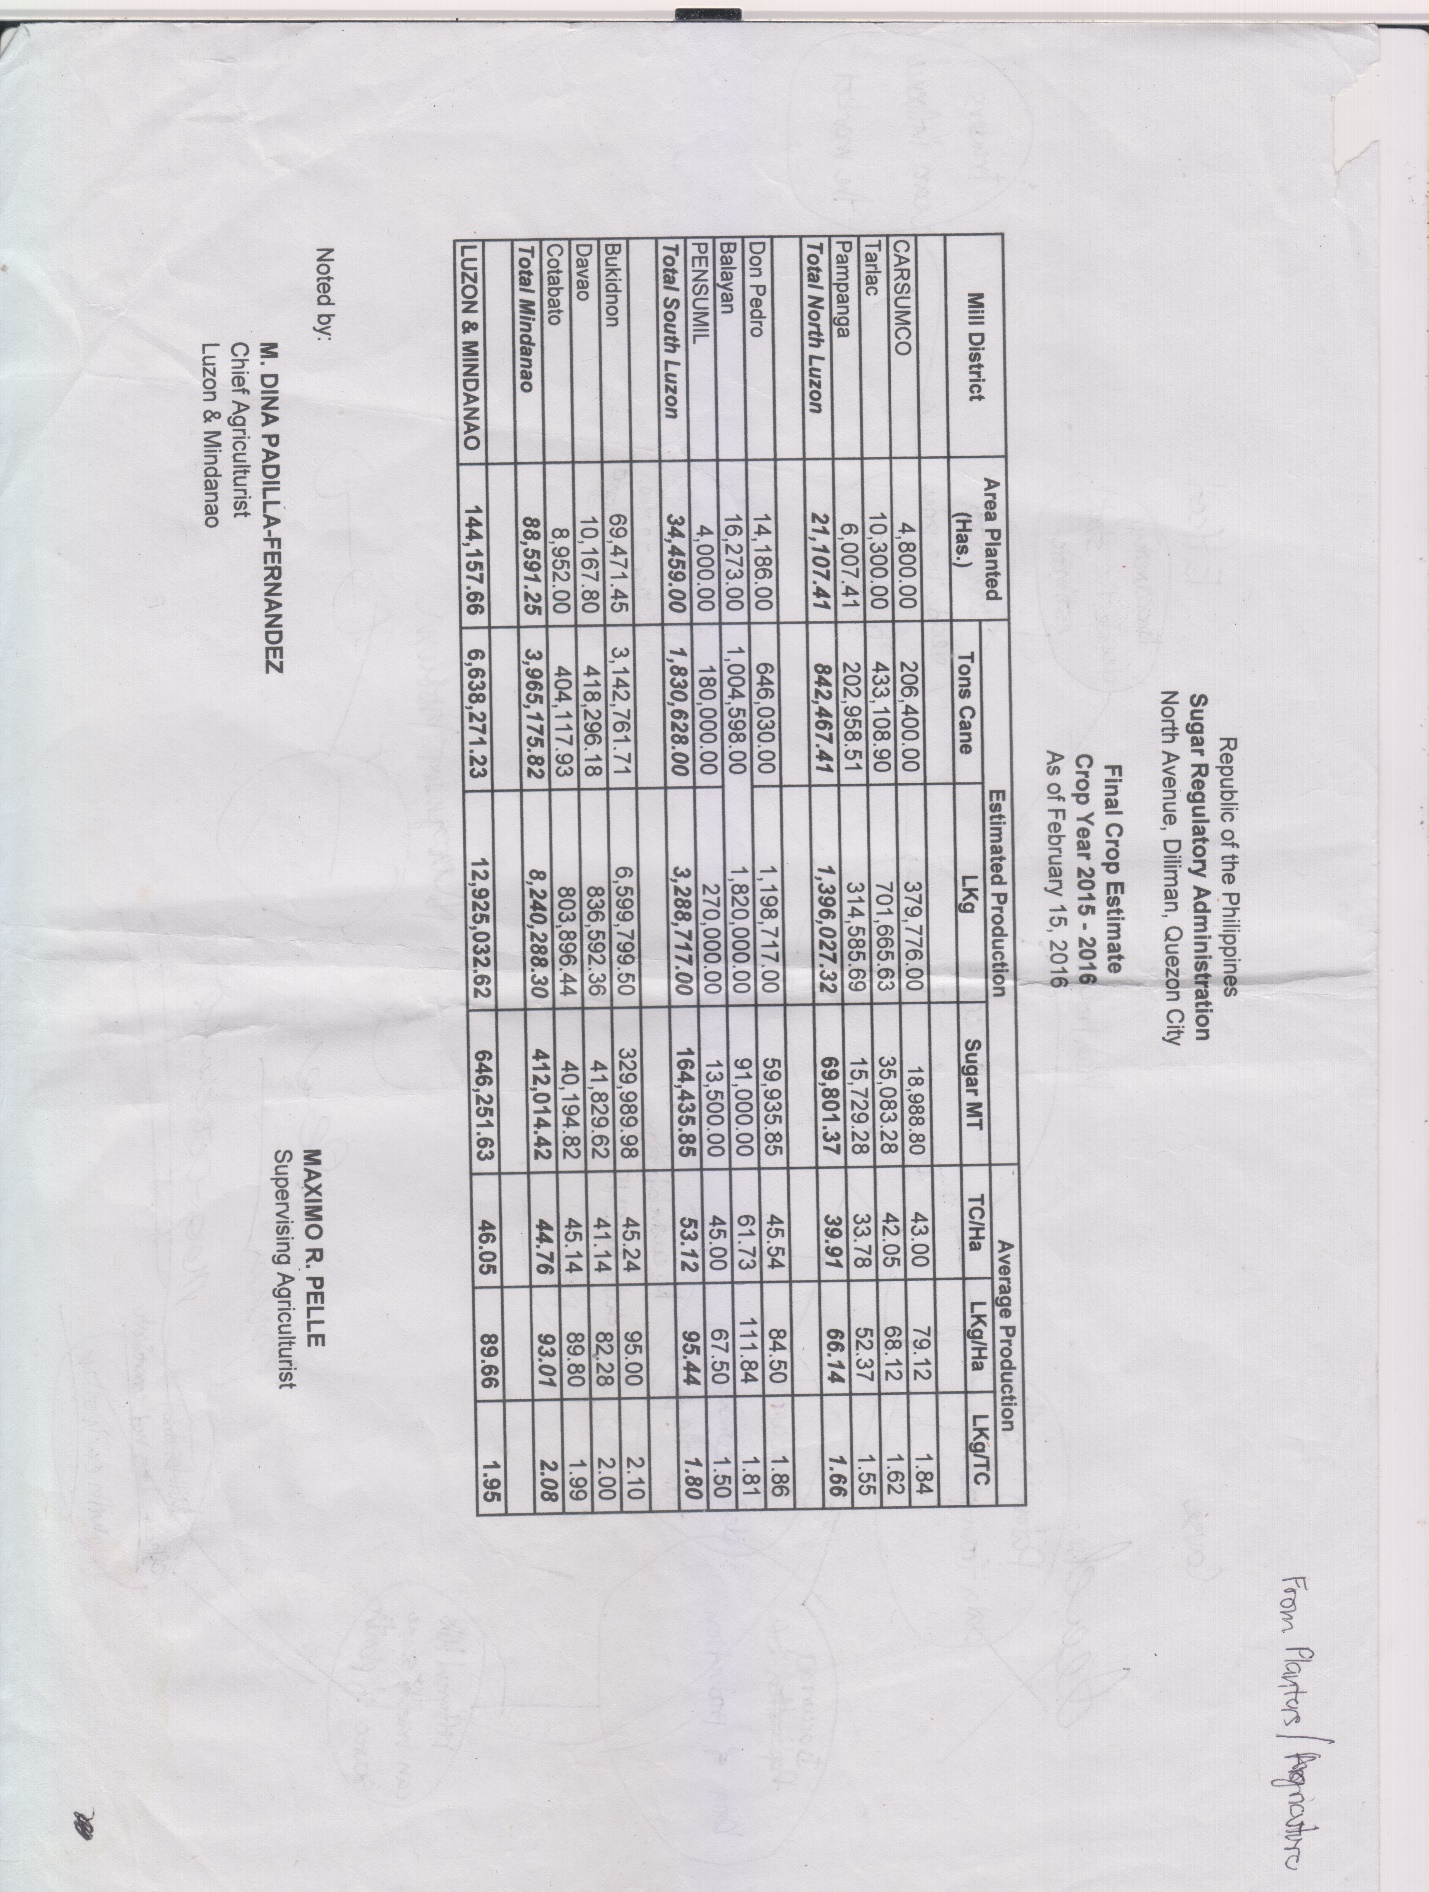 From Planters / Agriculture
Republic of the Philippines
Sugar Regulatory Administration
North Avenue, Diliman, Quezon City
Final Crop Estimate
Crop Year 2015 - 2016
As of February 15, 2016
Mill District Area Planted (Has.) Estimated Production Average Production
Tons Cane LKg Sugar MT TC/Ha LKg/Ha LKg/TC
CARSUMCO 4,800.00 206,400.00 379,776.00 18,988.80 43.00 79.12 1.84
Tarlac 10,300.00 433,108.90 701,665.63 35,083.28 42.05 68.12 1.62
Pampanga 6,007.41 202,958.51 314,585.69 15,729.28 33.78 52.37 1.55
Total North Luzon 21,107.41 842,467.41 1,396,027.32 69,801.37 39.91 66.14 1.66
Don Pedro 14,186.00 646,030.00 1,198,717.00 59,935.85 45.54 84.50 1.86
Balayan 16,273.00 1,004,598.00 1,820,000.00 91,000.00 61.73 111.84 1.81
PENSUMIL 4,000.00 180,000.00 270,000.00 13,500.00 45.00 67.50 1.50
Total South Luzon 34,459.00 1,830,628.00 3,288,717.00 164,435.85 53.12 95.44 1.80
Bukidnon 69,471.45 3,142,761.71 6,599,799.50 329,989.98 45.24 95.00 2.10
Davao 10,167.80 418,296.18 836,592.36 41,829.62 41.14 82.28 2.00
Cotabato 8,952.00 404,117.93 803,896.44 40,194.82 45.14 89.80 1.99
Total Mindanao 88,591.25 3,965,175.82 8,240,288.30 412,014.42 44.76 93.01 2.08
LUZON & MINDANAO 144,157.66 6,638,271.23 12,925,032.62 646,251.63 46.05 89.66 1.95
MAXIMO R. PELLE
Supervising Agriculturist
Noted by:
M. DINA PADILLA-FERNANDEZ
Chief Agriculturist
Luzon & Mindanao